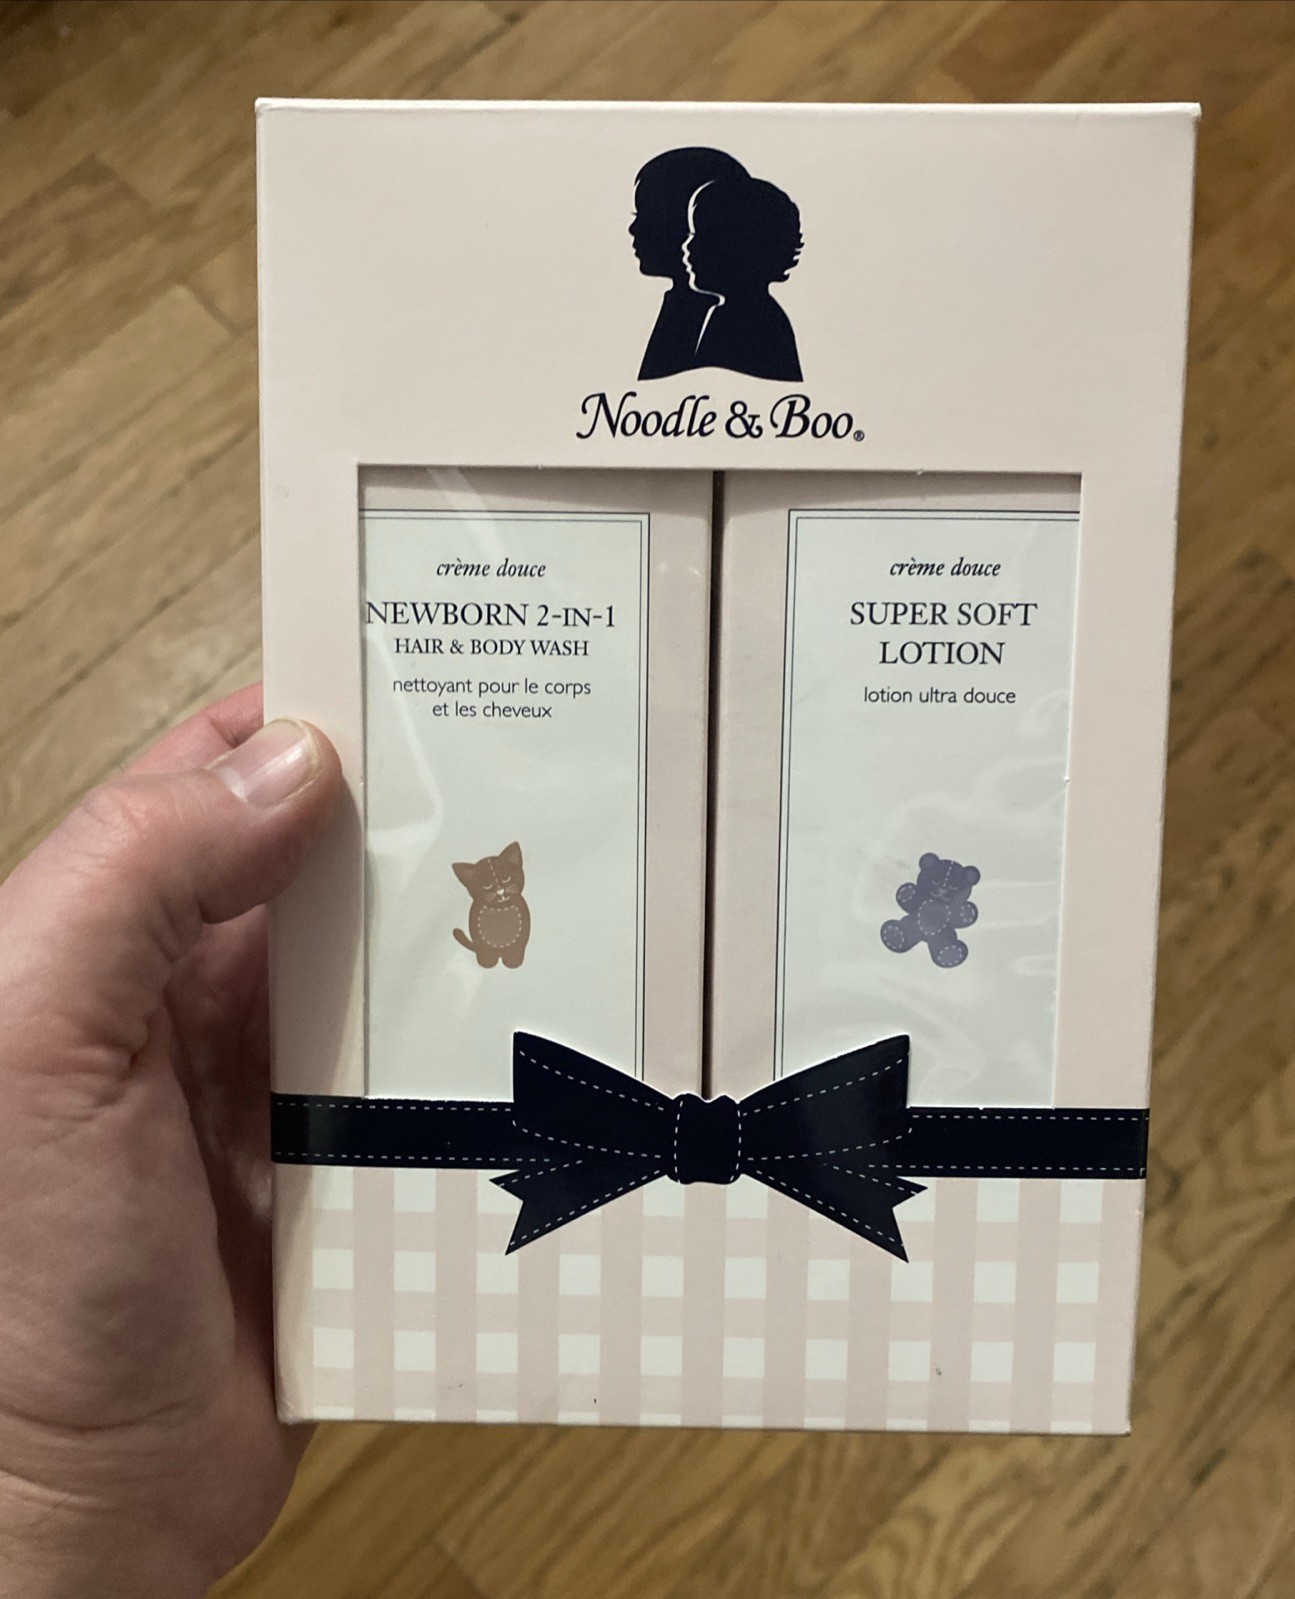 Noodle & Boo®
crème douce
NEWBORN 2-IN-1
HAIR & BODY WASH
nettoyant pour le corps
et les cheveux
crème douce
SUPER SOFT
LOTION
lotion ultra douce